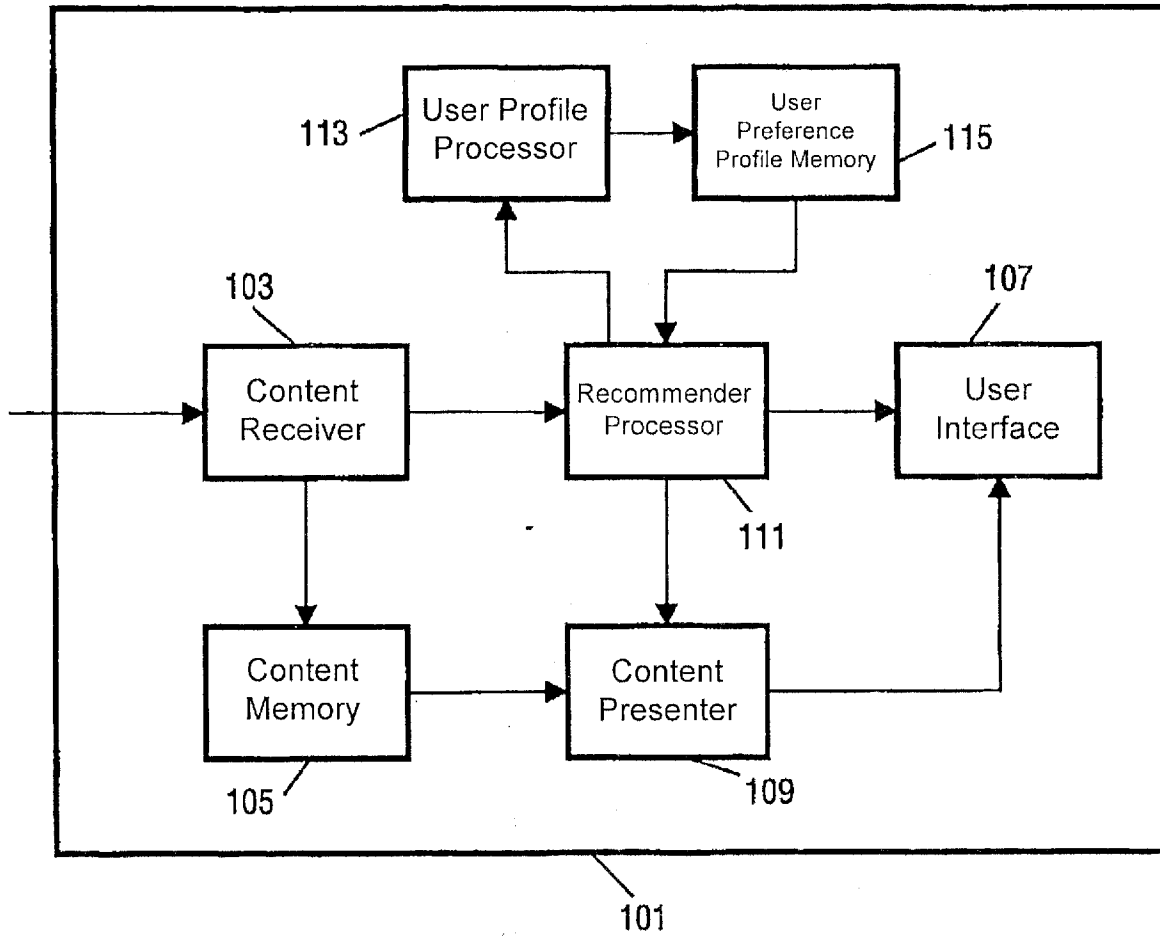 User Profile
Processor
113
User
Preference
Profile Memory
115
103
107
Content
Receiver
Recommender
Processor
User
Interface
111
Content
Memory
Content
Presenter
105
109
101